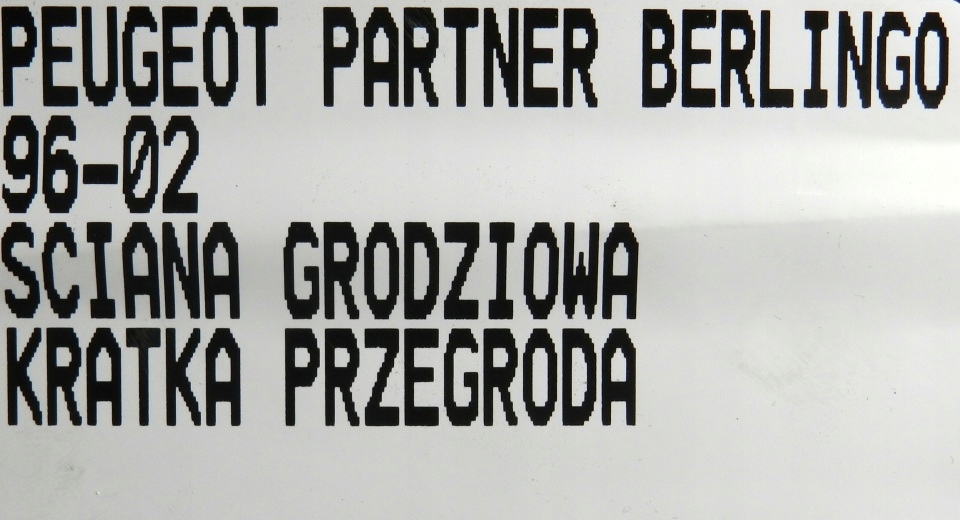 PEUGEOT PARTNER BERLINGO
96-02
SCIANA GRODZIOWA
KRATKA PRZEGRODA